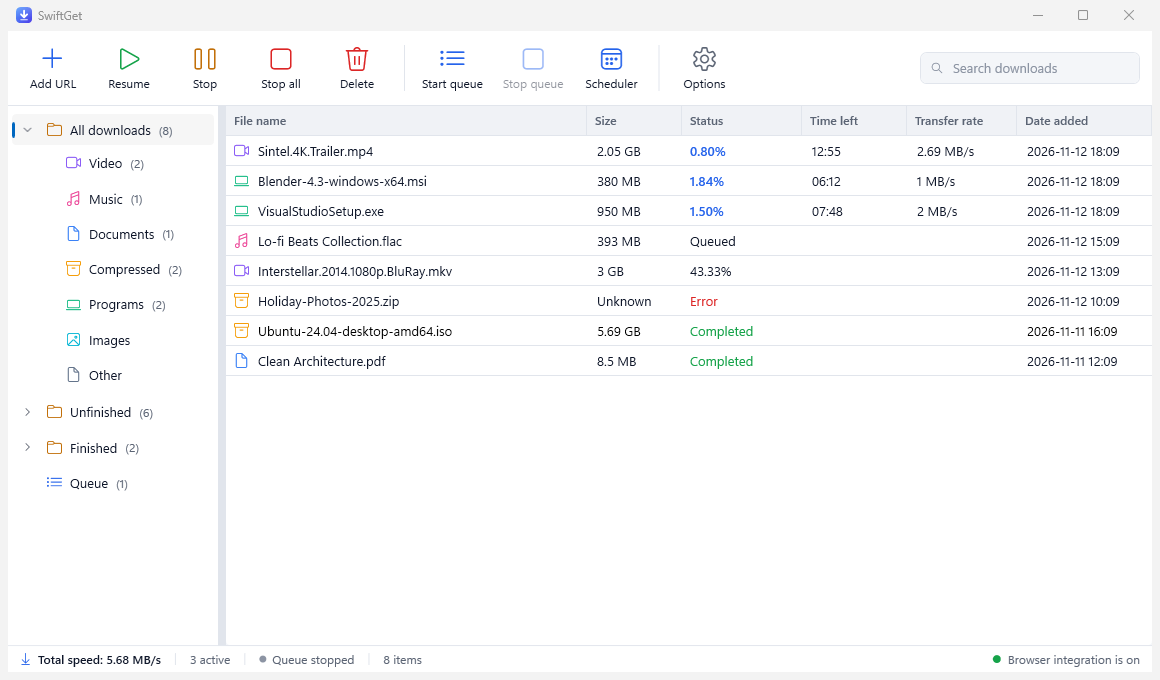 SwiftGet
Add URL Resume Stop Stop all Delete Start queue Stop queue Scheduler Options Search downloads
All downloads (8)
Video (2)
Music (1)
Documents (1)
Compressed (2)
Programs (2)
Images
Other
Unfinished (6)
Finished (2)
Queue (1)
File name Size Status Time left Transfer rate Date added
Sintel.4K.Trailer.mp4 2.05 GB 0.80% 12:55 2.69 MB/s 2026-11-12 18:09
Blender-4.3-windows-x64.msi 380 MB 1.84% 06:12 1 MB/s 2026-11-12 18:09
VisualStudioSetup.exe 950 MB 1.50% 07:48 2 MB/s 2026-11-12 18:09
Lo-fi Beats Collection.flac 393 MB Queued 2026-11-12 15:09
Interstellar.2014.1080p.BluRay.mkv 3 GB 43.33% 2026-11-12 13:09
Holiday-Photos-2025.zip Unknown Error 2026-11-12 10:09
Ubuntu-24.04-desktop-amd64.iso 5.69 GB Completed 2026-11-11 16:09
Clean Architecture.pdf 8.5 MB Completed 2026-11-11 12:09
Total speed: 5.68 MB/s 3 active Queue stopped 8 items Browser integration is on